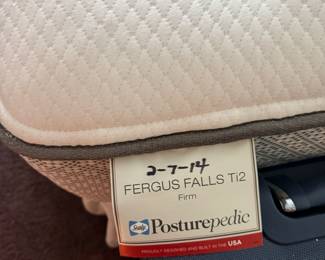 2-7-14
FERGUS FALLS Ti2
Firm
Sealy
Posturepedic
PROUDLY DESIGNED AND BUILT IN THE USA